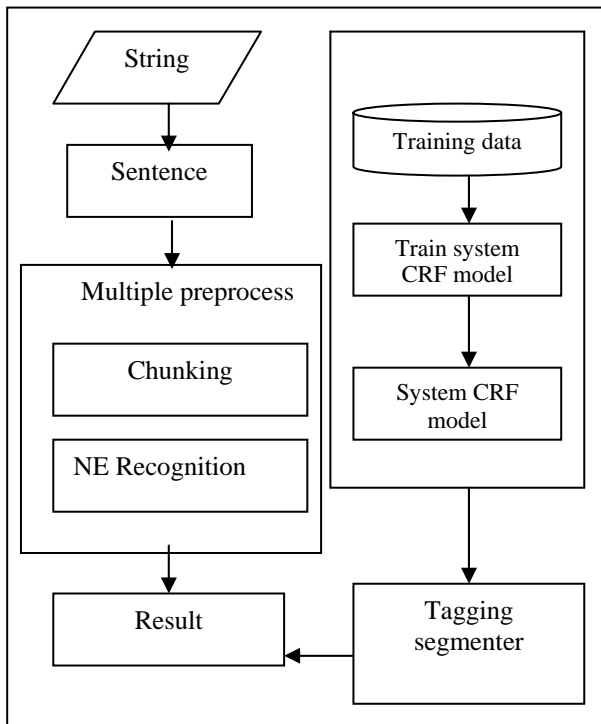 String
Sentence
Multiple preprocess
Chunking
NE Recognition
Result
Training data
Train system
CRF model
System CRF
model
Tagging
segmenter